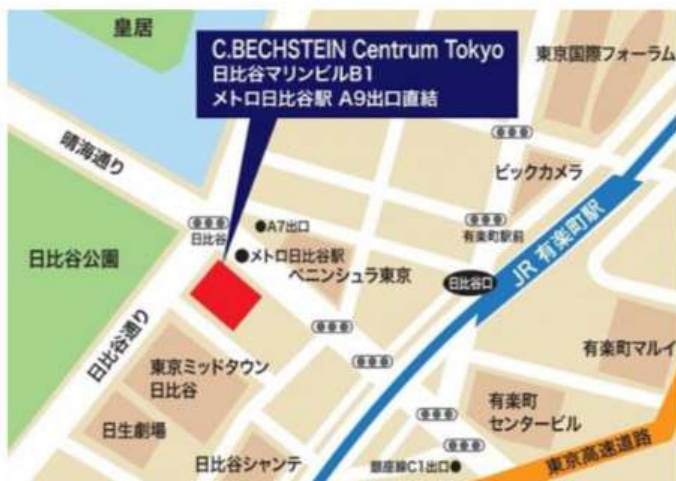 皇居
C.BECHSTEIN Centrum Tokyo
日比谷マリンビルB1
メトロ日比谷駅 A9出口直結
東京国際フォーラム
晴海通り
ビックカメラ
日比谷
A7出口
有楽町駅前
JR 有楽町駅
日比谷公園
メトロ日比谷駅
ペニンシュラ東京
日比谷口
日比谷通り
有楽町マルイ
東京ミッドタウン
日比谷
有楽町
センタービル
日生劇場
日比谷シャンテ
銀座線C1出口
東京高速道路